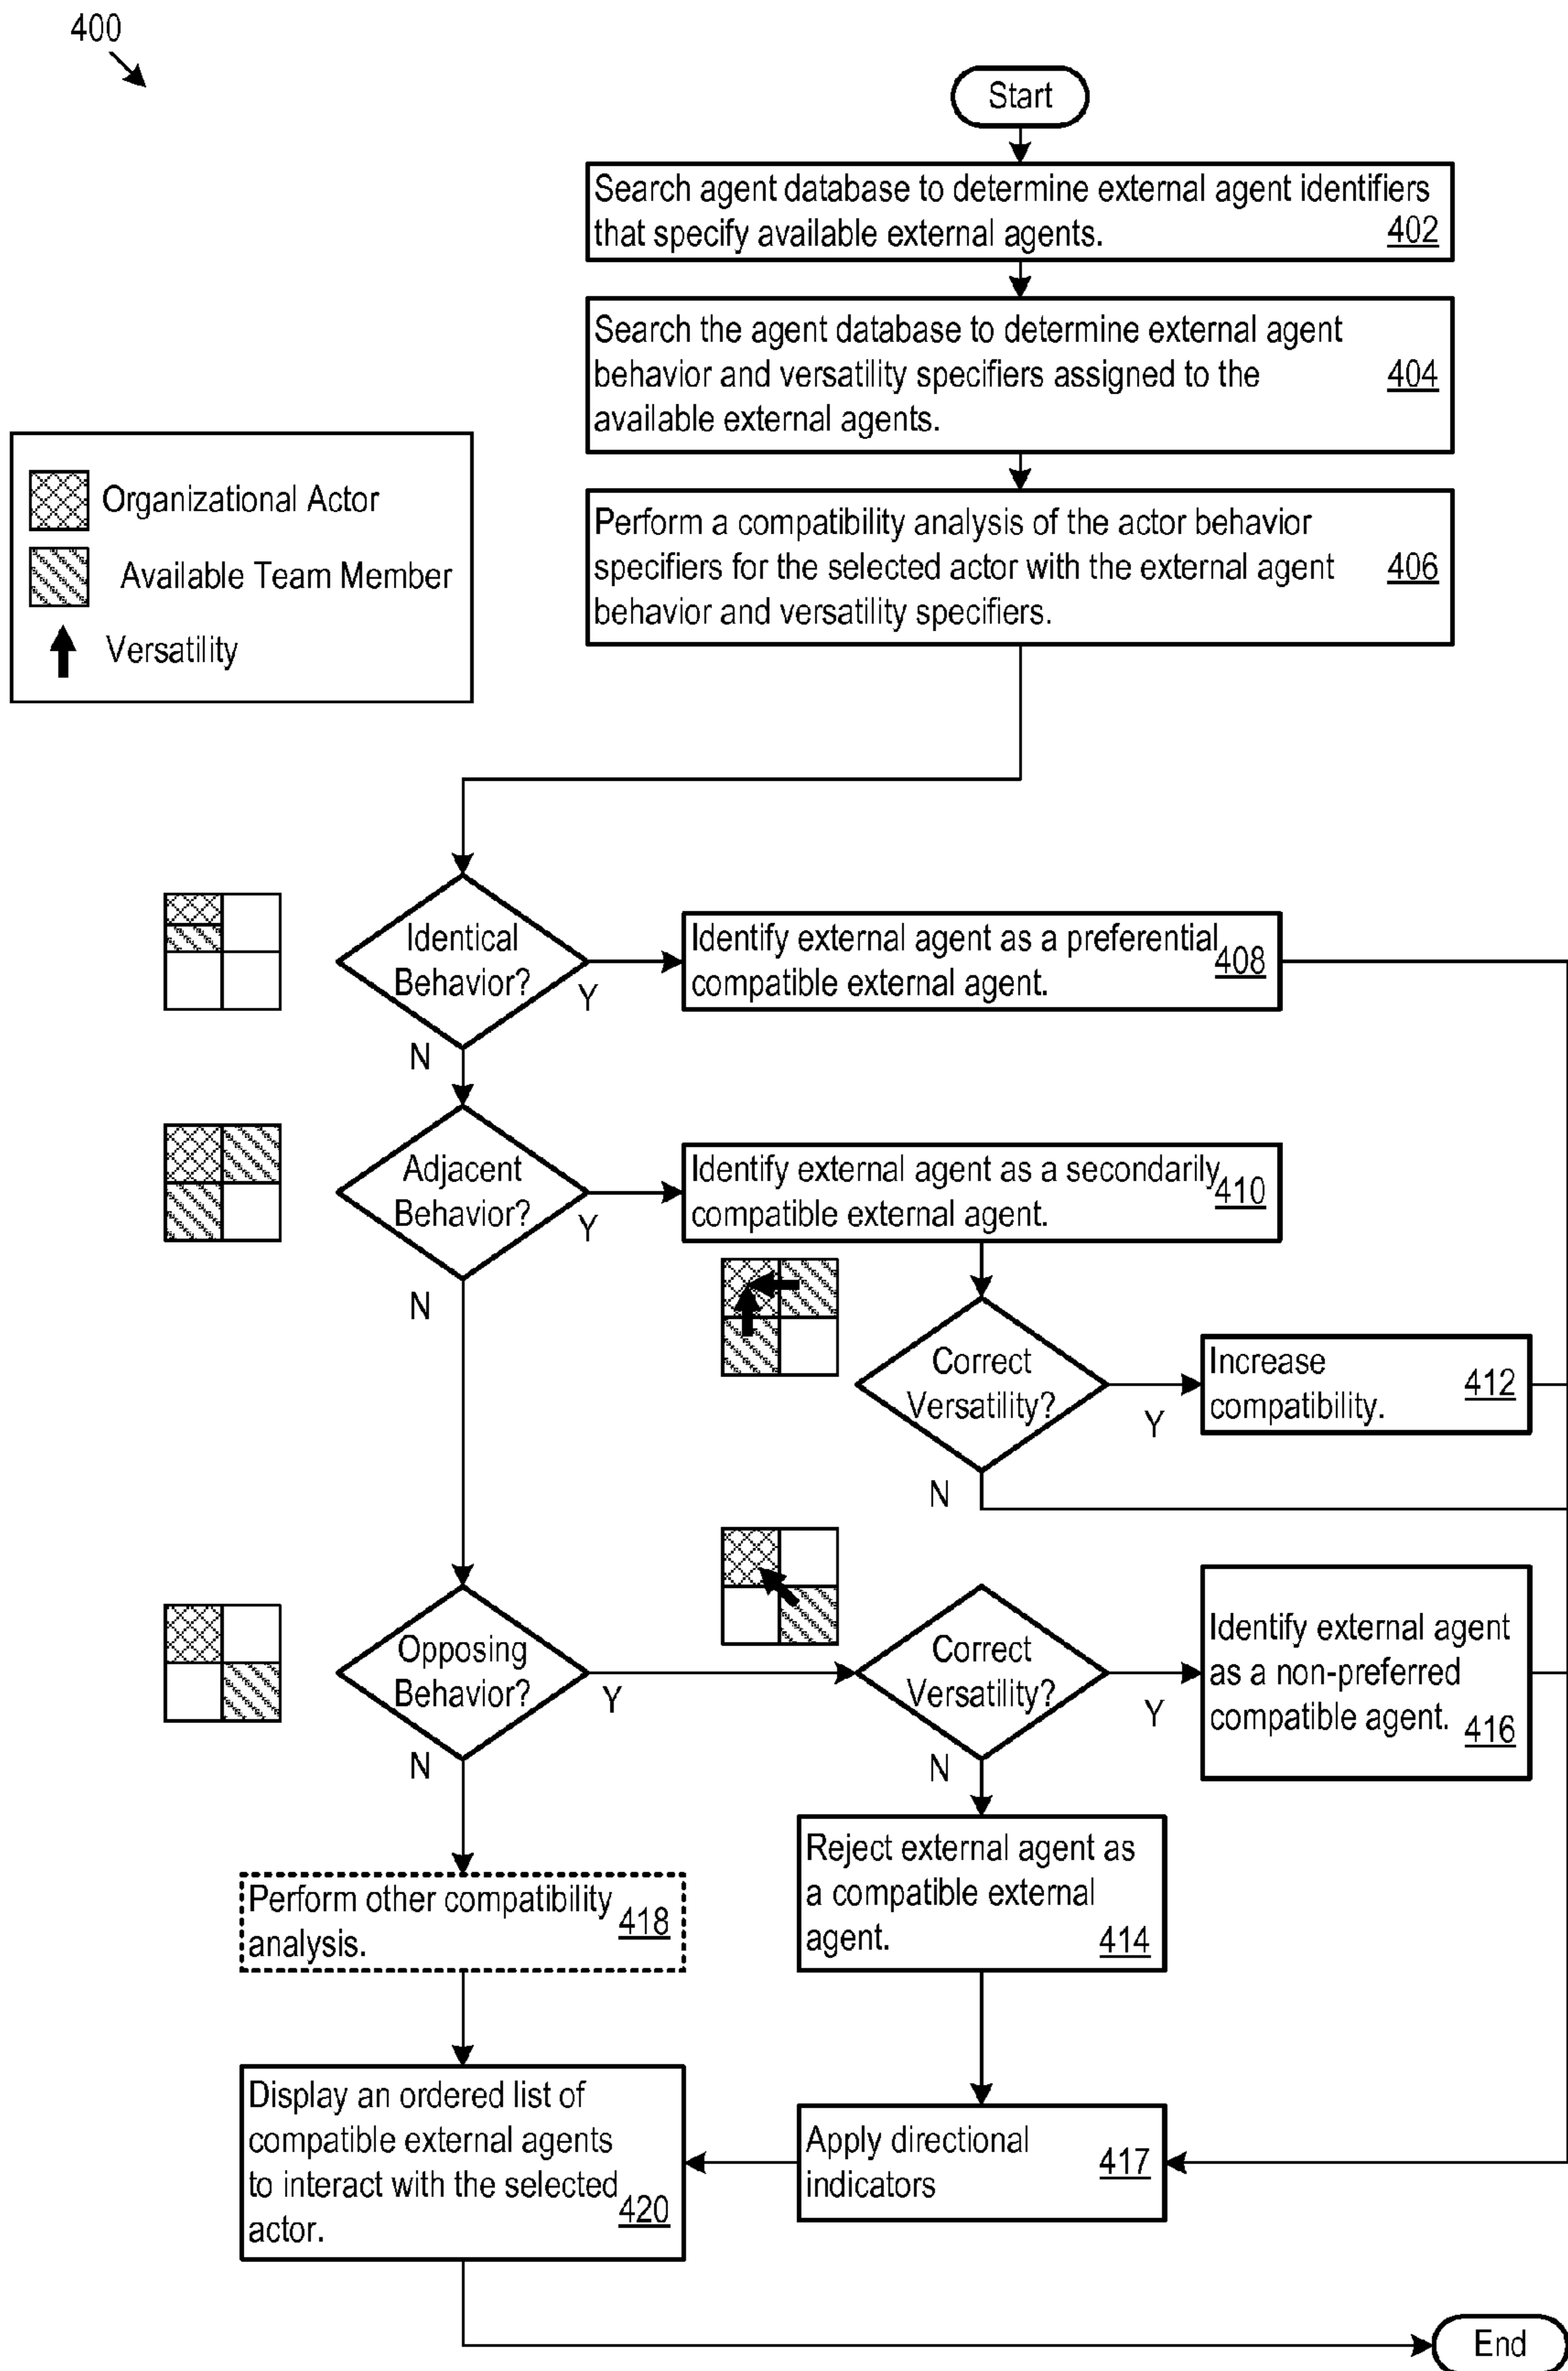 400
Start
Search agent database to determine external agent identifiers
that specify available external agents. 402
Search the agent database to determine external agent
behavior and versatility specifiers assigned to the 404
available external agents.
Organizational Actor
Available Team Member
Versatility
Perform a compatibility analysis of the actor behavior
specifiers for the selected actor with the external agent 406
behavior and versatility specifiers.
Identical
Behavior?
Y
N
Identify external agent as a preferential
compatible external agent. 408
Adjacent
Behavior?
Y
N
Identify external agent as a secondarily
compatible external agent. 410
Correct
Versatility?
Y
N
Increase
compatibility. 412
Opposing
Behavior?
Y
N
Correct
Versatility?
Y
N
Identify external agent
as a non-preferred
compatible agent. 416
Reject external agent as
a compatible external
agent. 414
Perform other compatibility
analysis. 418
Display an ordered list of
compatible external agents
to interact with the selected
actor. 420
Apply directional
indicators 417
End